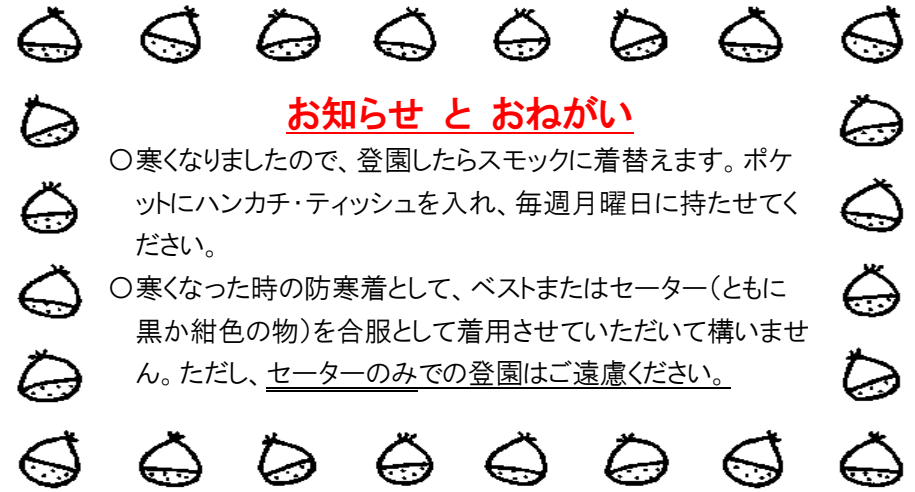 お知らせ と おねがい
○寒くなりましたので、登園したらスモックに着替えます。ポケ
ットにハンカチ・ティッシュを入れ、毎週月曜日に持たせてく
ださい。
○寒くなった時の防寒着として、ベストまたはセーター(ともに
黒か紺色の物)を合服として着用させていただいて構いませ
ん。ただし、セーターのみでの登園はご遠慮ください。